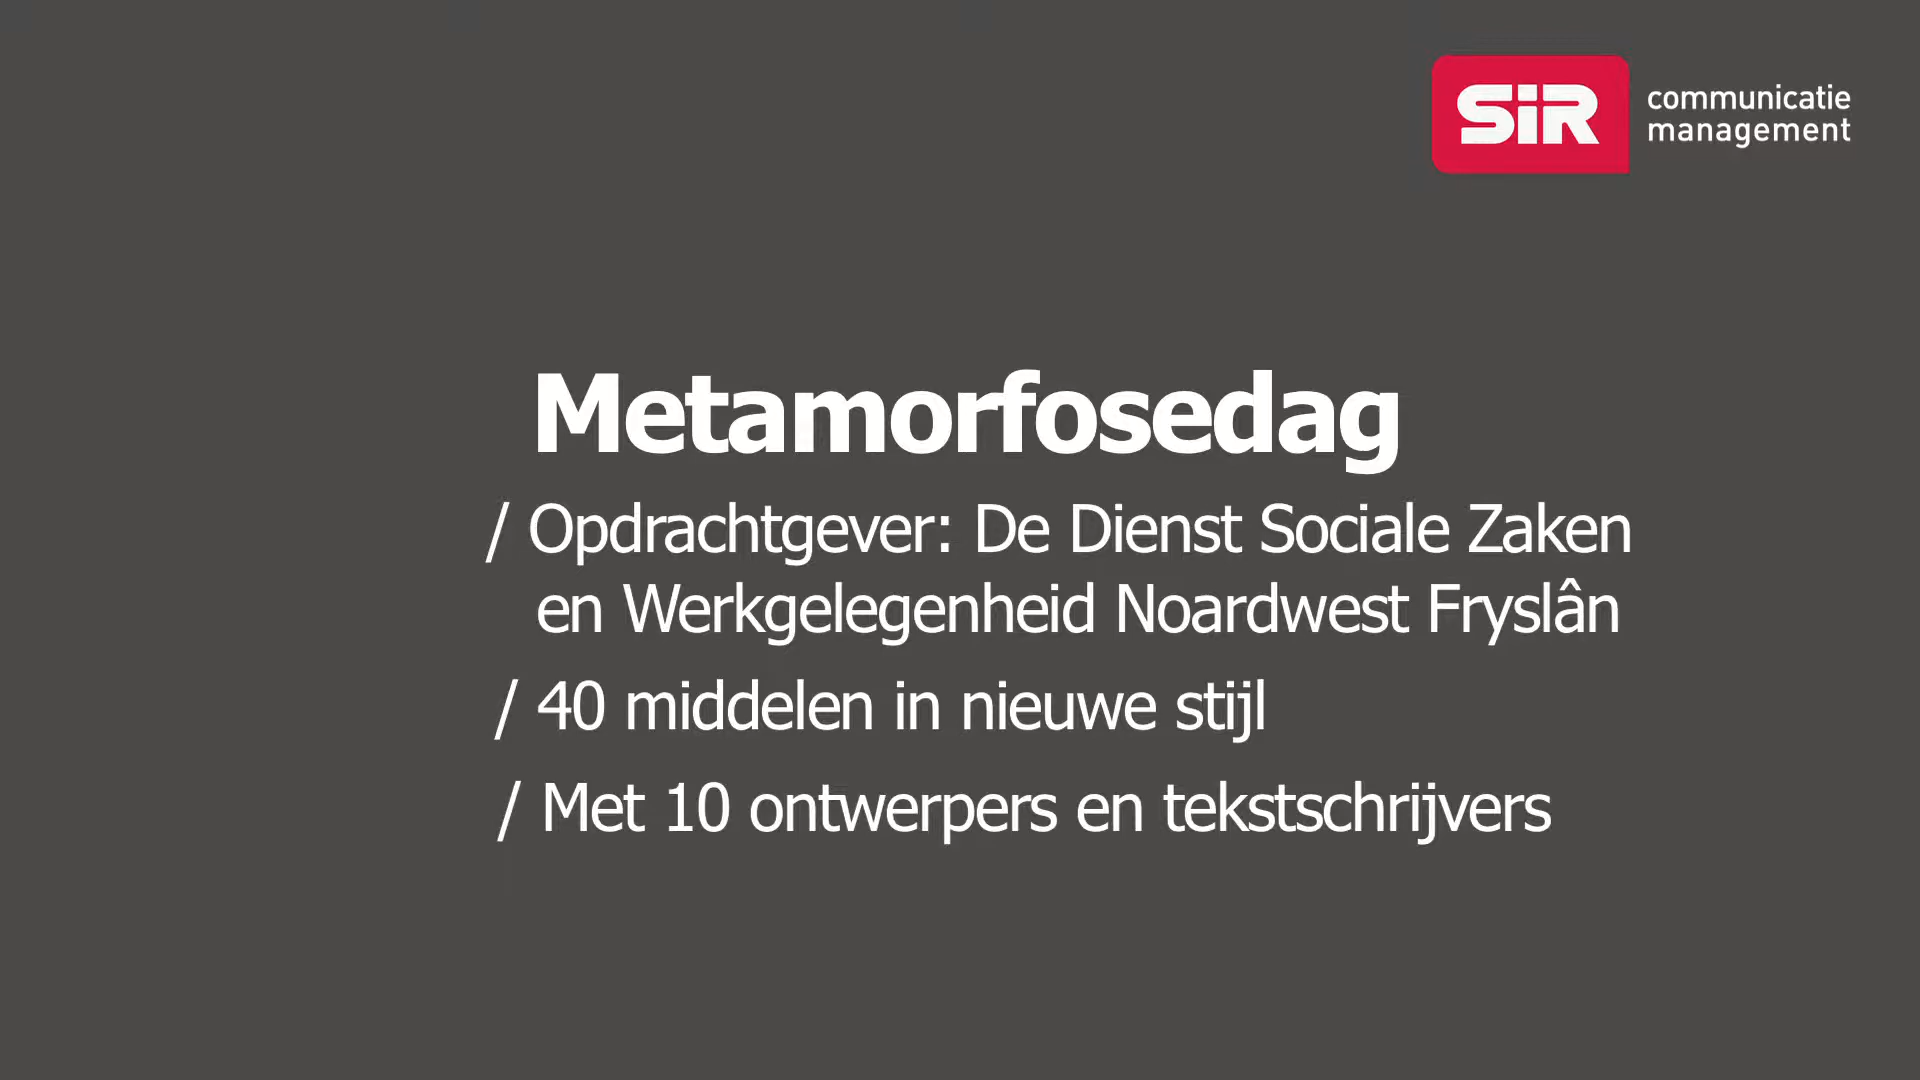 SiR
communicatie
management
Metamorfosedag
/ Opdrachtgever: De Dienst Sociale Zaken
en Werkgelegenheid Noardwest Fryslân
/ 40 middelen in nieuwe stijl
/ Met 10 ontwerpers en tekstschrijvers